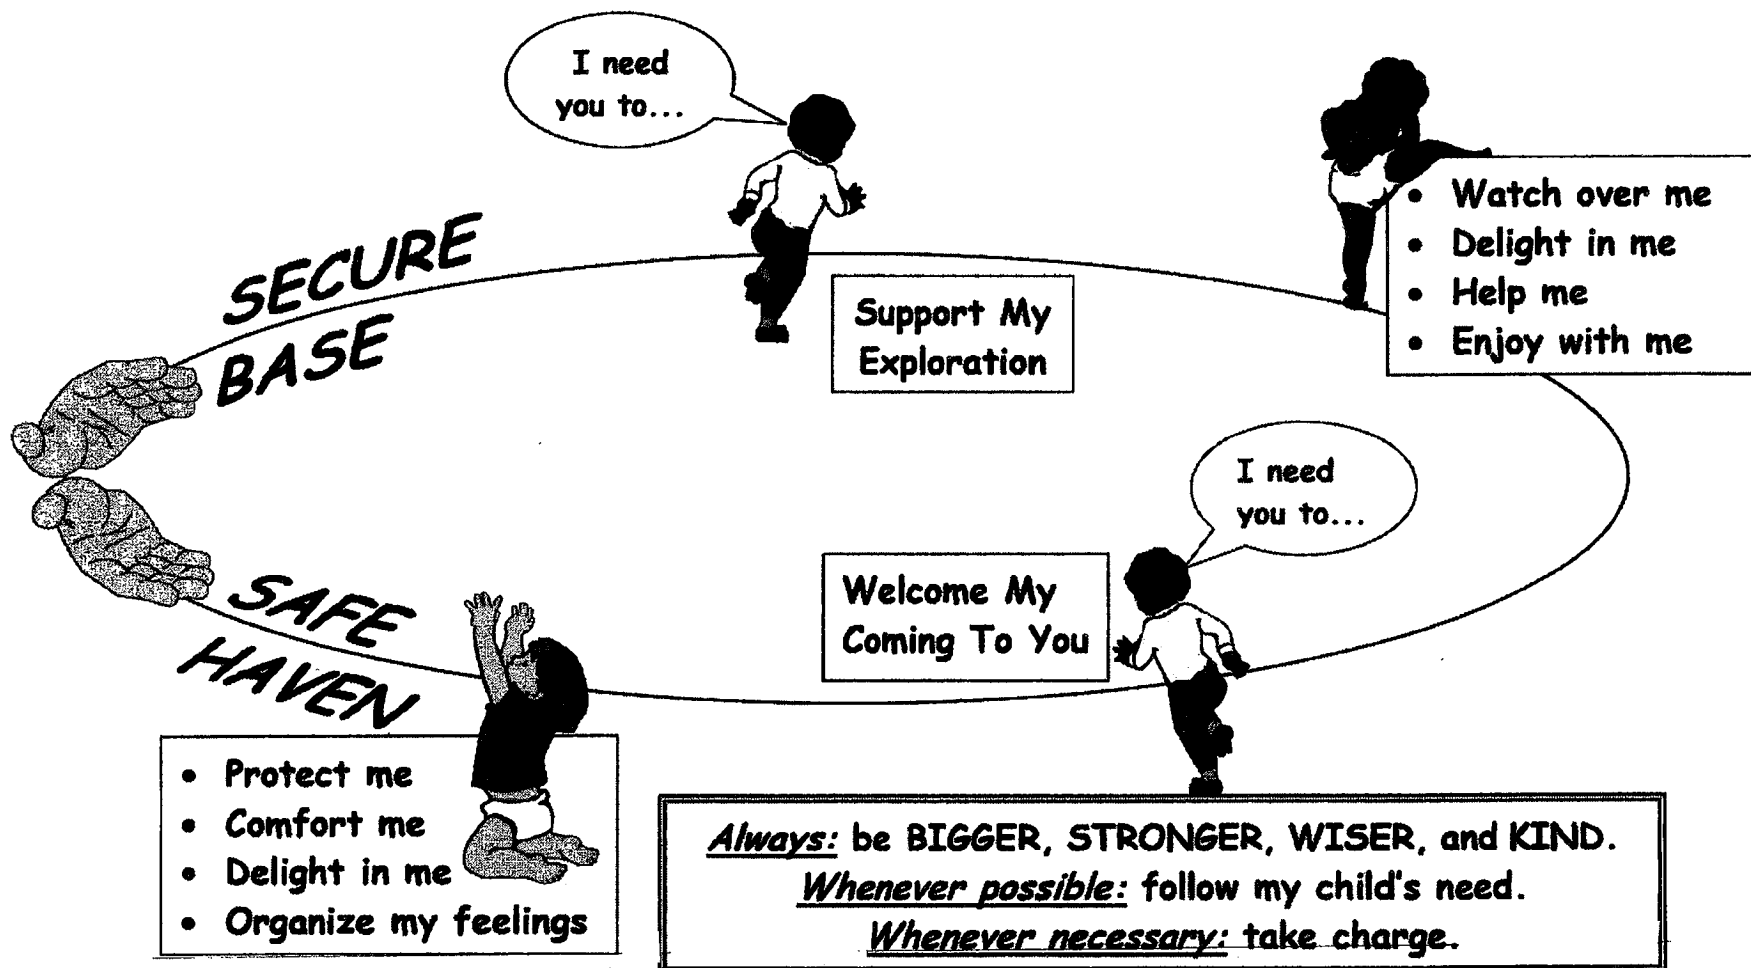 I need
you to...
SECURE
BASE
Support My
Exploration
• Watch over me
• Delight in me
• Help me
• Enjoy with me
I need
you to...
Welcome My
Coming To You
SAFE
HAVEN
• Protect me
• Comfort me
• Delight in me
• Organize my feelings
Always: be BIGGER, STRONGER, WISER, and KIND.
Whenever possible: follow my child's need.
Whenever necessary: take charge.